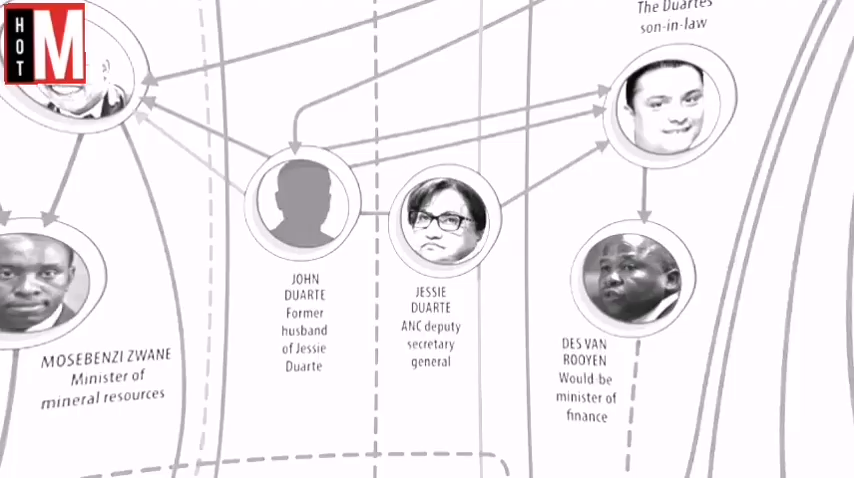 HOT
M
The Duartes
son-in-law
JOHN
DUARTE
Former
husband
of Jessie
Duarte
JESSIE
DUARTE
ANC deputy
secretary
general
DES VAN
ROOYEN
Would-be
minister of
finance
MOSEBENZI ZWANE
Minister of
mineral resources